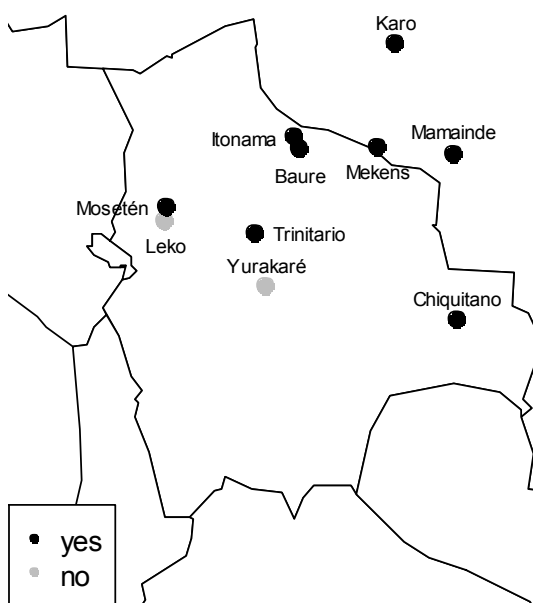 Karo
Itonama
Mamainde
Baure
Mekens
Mosetén
Trinitario
Leko
Yurakaré
Chiquitano
yes
no